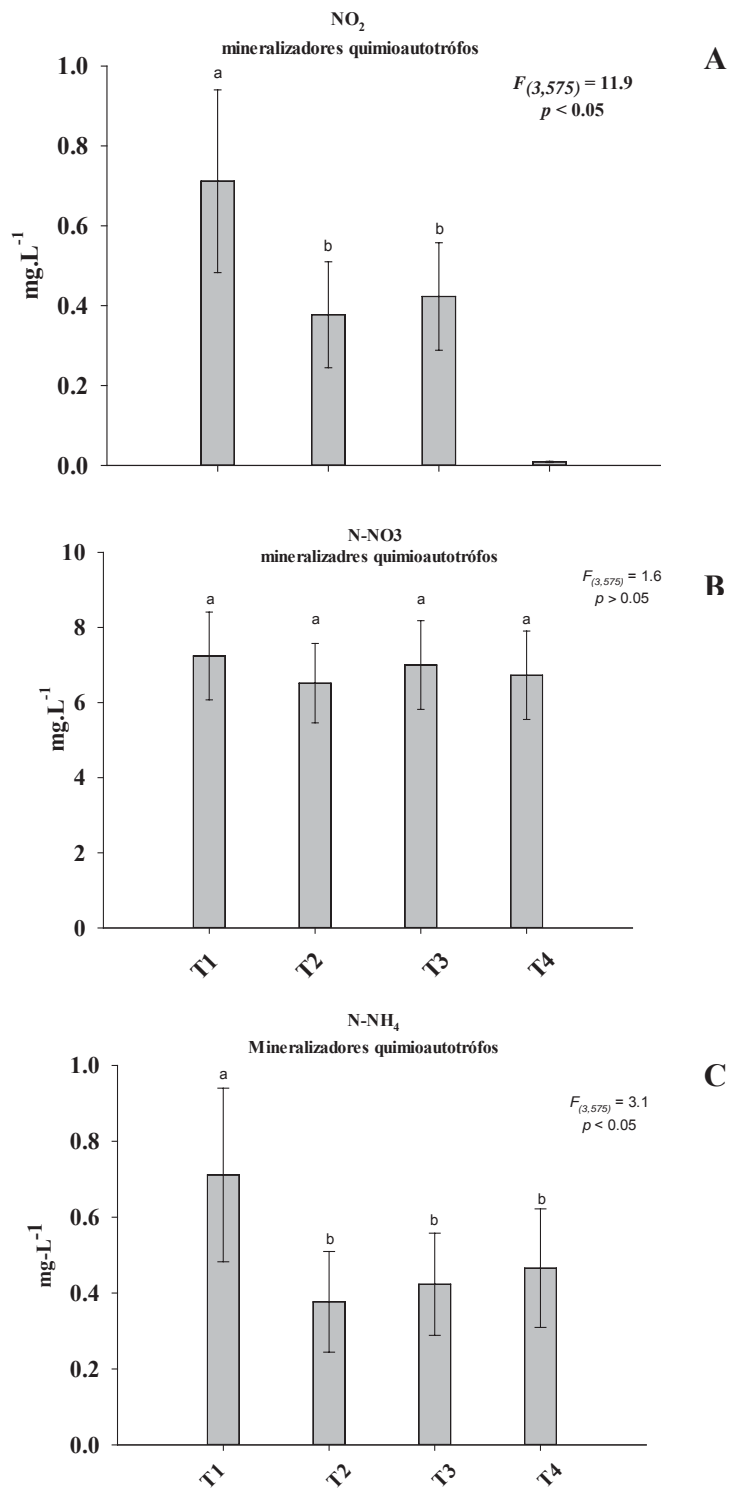 NO₂
mineralizadores quimioautotrófos
A
F(3,575) = 11.9
p < 0.05
1.0
0.8
0.6
0.4
0.2
0.0
mg.L⁻¹
a
b
b
N-NO3
mineralizadres quimioautotrófos
B
F(3,575) = 1.6
p > 0.05
10
8
6
4
2
0
mg.L⁻¹
a
a
a
a
T1
T2
T3
T4
N-NH₄
Mineralizadores quimioautotrófos
C
F(3,575) = 3.1
p < 0.05
1.0
0.8
0.6
0.4
0.2
0.0
mg-L⁻¹
a
b
b
b
T1
T2
T3
T4